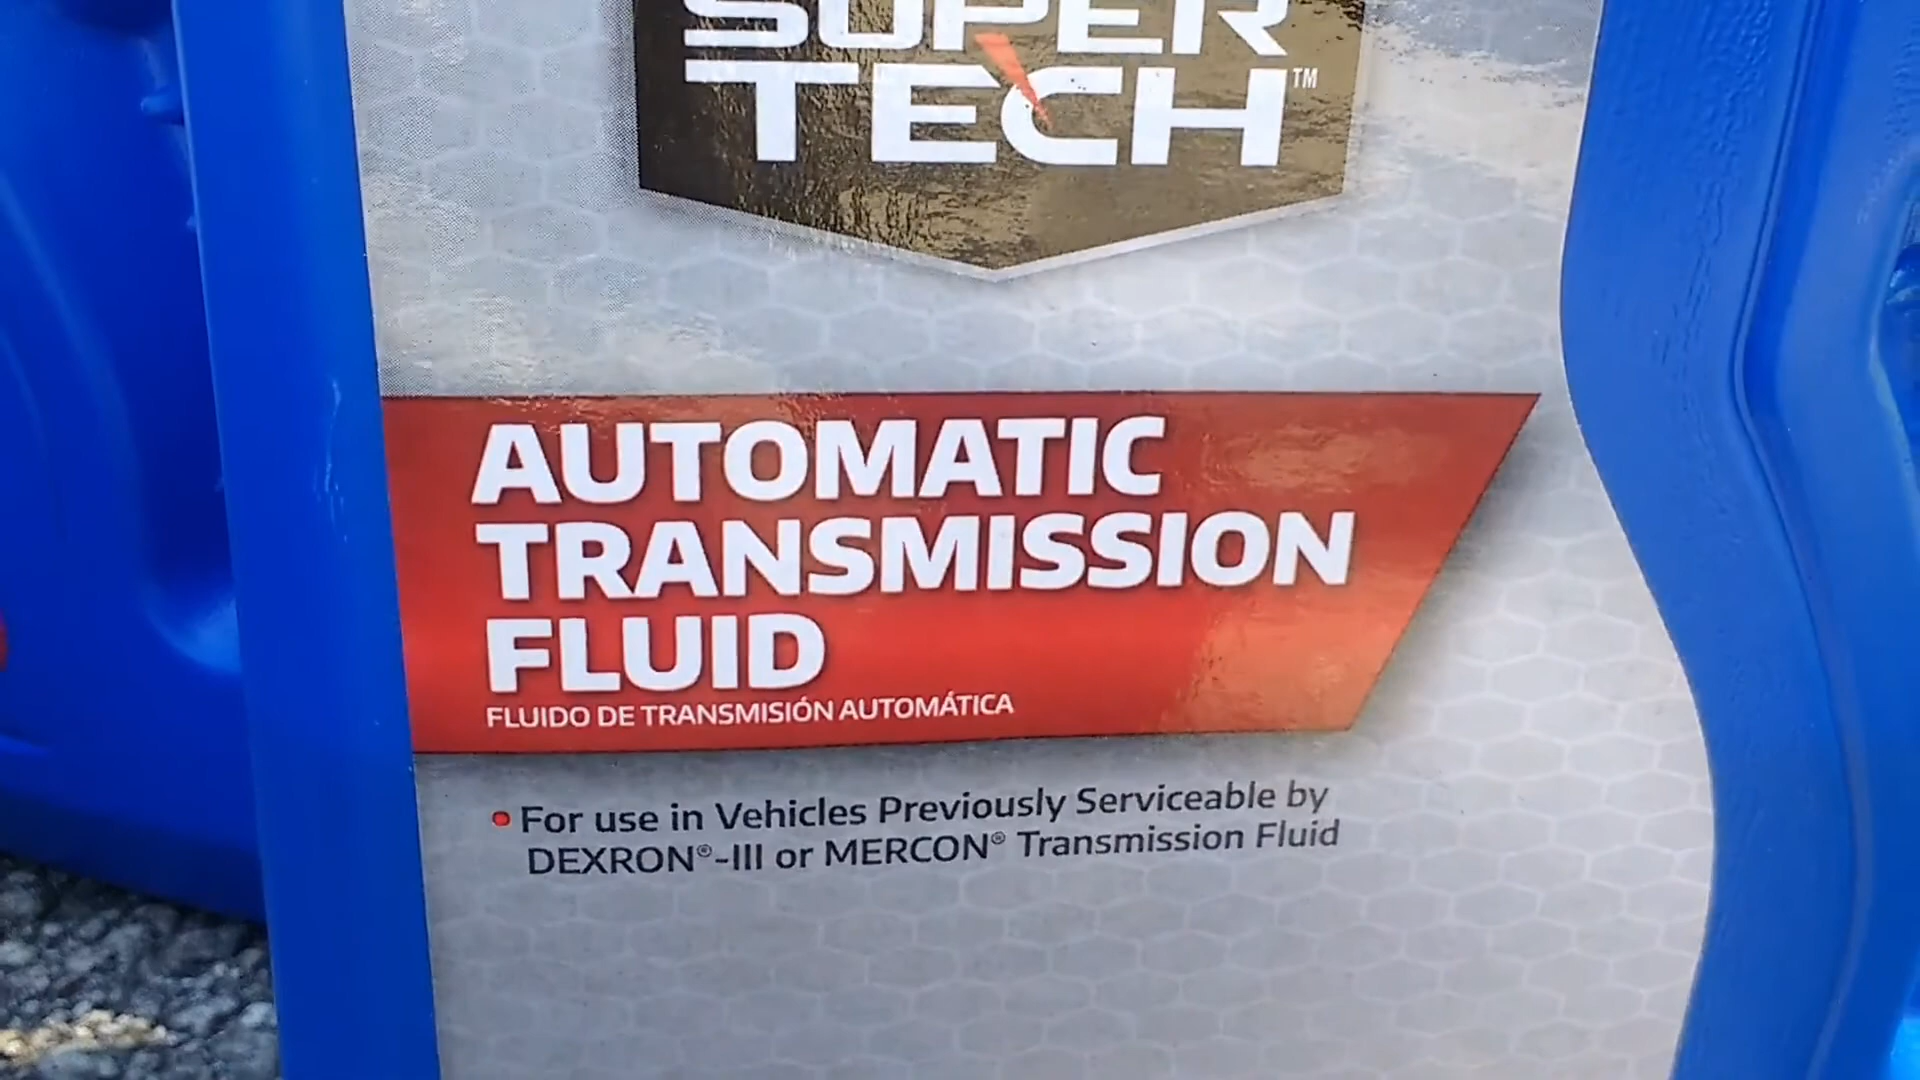 SUPER
TECH™
AUTOMATIC
TRANSMISSION
FLUID
FLUIDO DE TRANSMISIÓN AUTOMÁTICA
• For use in Vehicles Previously Serviceable by
DEXRON®-III or MERCON® Transmission Fluid